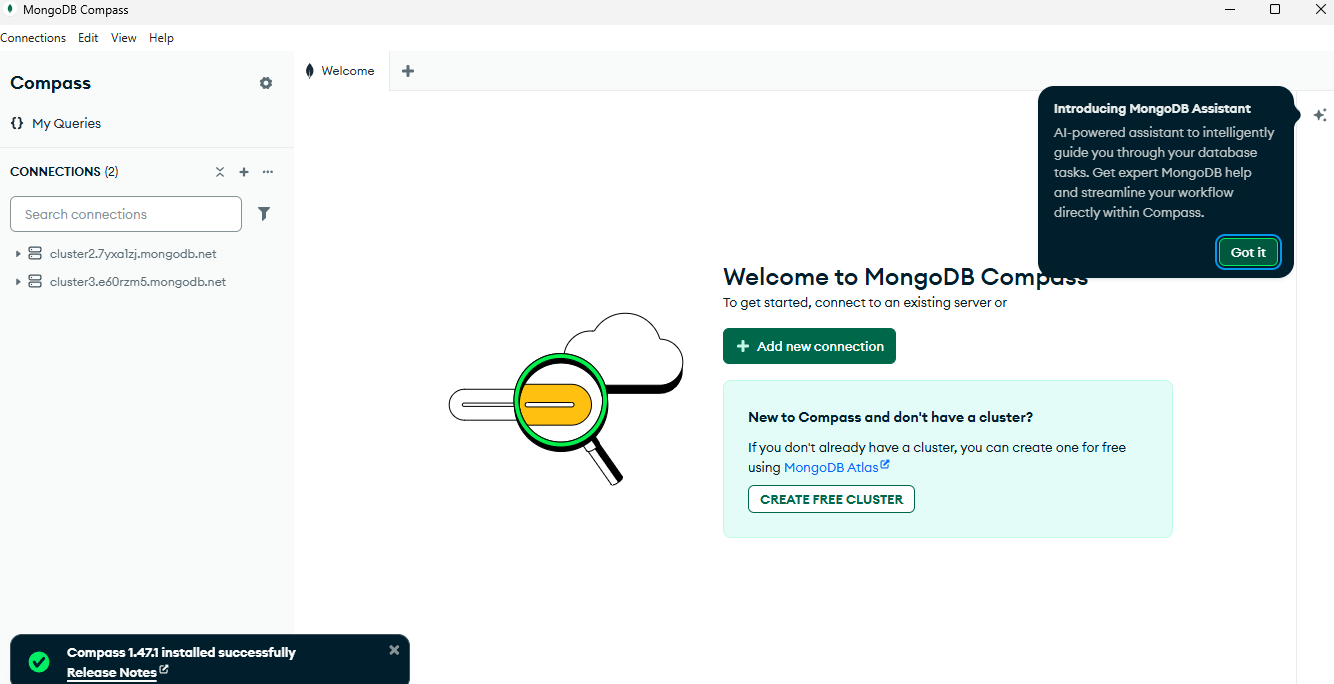 MongoDB Compass
Connections Edit View Help
Compass
My Queries
CONNECTIONS (2)
Search connections
cluster2.7yxa1zj.mongodb.net
cluster3.e60rzm5.mongodb.net
Welcome
Introducing MongoDB Assistant
AI-powered assistant to intelligently
guide you through your database
tasks. Get expert MongoDB help
and streamline your workflow
directly within Compass.
Got it
Welcome to MongoDB Compass
To get started, connect to an existing server or
Add new connection
New to Compass and don't have a cluster?
If you don't already have a cluster, you can create one for free
using MongoDB Atlas
CREATE FREE CLUSTER
Compass 1.47.1 installed successfully
Release Notes